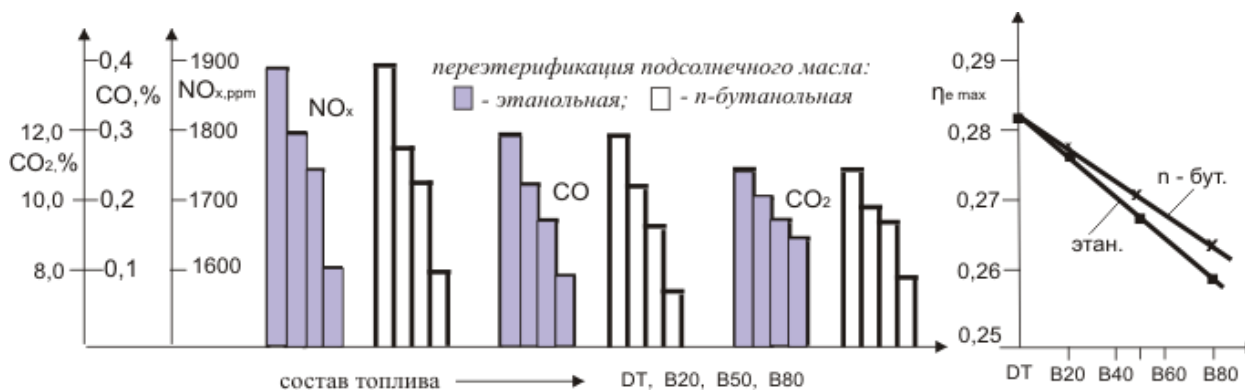 0,4
1900
0,29
CO,%
NOx,ppm
переэтерификация подсолнечного масла:
ηe max
NOx
- этанольная;
- n-бутанольная
12,0
0,3
1800
0,28
CO2,%
CO
CO2
n - бут.
10,0
0,2
1700
0,27
этан.
8,0
0,1
1600
0,26
0,25
состав топлива
DT, B20, B50, B80
DT B20 B40 B60 B80